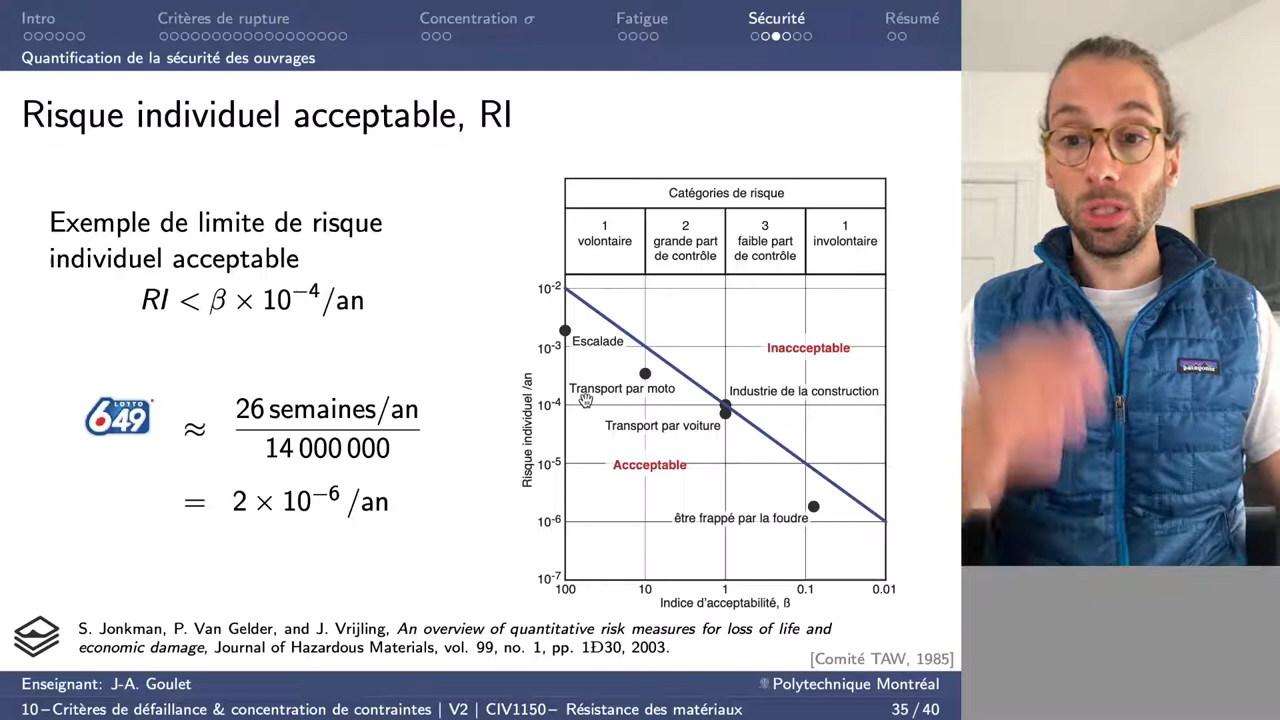 Intro
Critères de rupture
Concentration σ
Fatigue
Sécurité
Résumé
Quantification de la sécurité des ouvrages
Risque individuel acceptable, RI
Exemple de limite de risque
individuel acceptable
RI < β × 10⁻⁴/an
LOTTO
649
≈ 26 semaines/an
14 000 000
= 2 × 10⁻⁶ /an
Catégories de risque
1
volontaire
2
grande part
de contrôle
3
faible part
de contrôle
1
involontaire
Risque individuel /an
10⁻²
10⁻³
10⁻⁴
10⁻⁵
10⁻⁶
10⁻⁷
Escalade
Inaccceptable
Transport par moto
Industrie de la construction
Transport par voiture
Accceptable
être frappé par la foudre
100
10
1
0.1
0.01
Indice d'acceptabilité, ß
S. Jonkman, P. Van Gelder, and J. Vrijling, An overview of quantitative risk measures for loss of life and
economic damage, Journal of Hazardous Materials, vol. 99, no. 1, pp. 1Ð30, 2003.
[Comité TAW, 1985]
Enseignant: J-A. Goulet
Polytechnique Montréal
10 – Critères de défaillance & concentration de contraintes | V2 | CIV1150 – Résistance des matériaux
35 / 40
patagonia